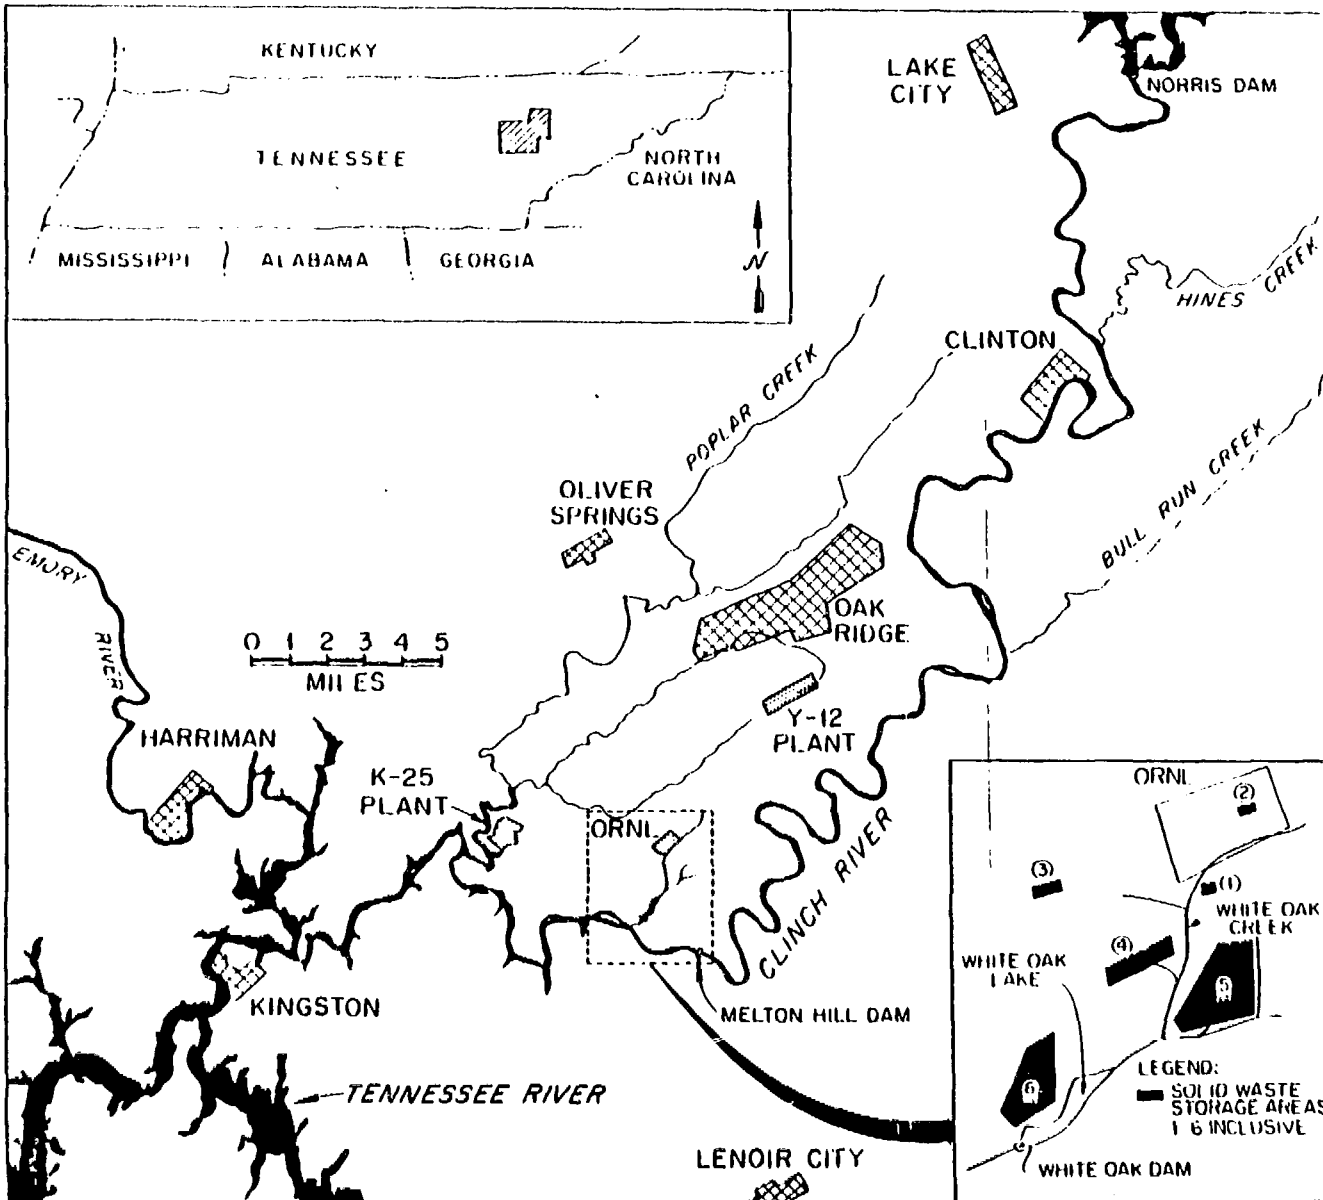 KENTUCKY
TENNESSEE
NORTH
CAROLINA
MISSISSIPPI
ALABAMA
GEORGIA
N
LAKE
CITY
NORRIS DAM
HINES CREEK
CLINTON
POPLAR CREEK
BULL RUN CREEK
OLIVER
SPRINGS
EMORY
RIVER
OAK
RIDGE
0 1 2 3 4 5
MILES
Y-12
PLANT
HARRIMAN
K-25
PLANT
ORNL
CLINCH RIVER
KINGSTON
MELTON HILL DAM
TENNESSEE RIVER
LENOIR CITY
ORNL
(2)
(3)
(1)
WHITE OAK
CREEK
(4)
WHITE OAK
LAKE
5
6
LEGEND:
SOLID WASTE
STORAGE AREAS
1-6 INCLUSIVE
WHITE OAK DAM